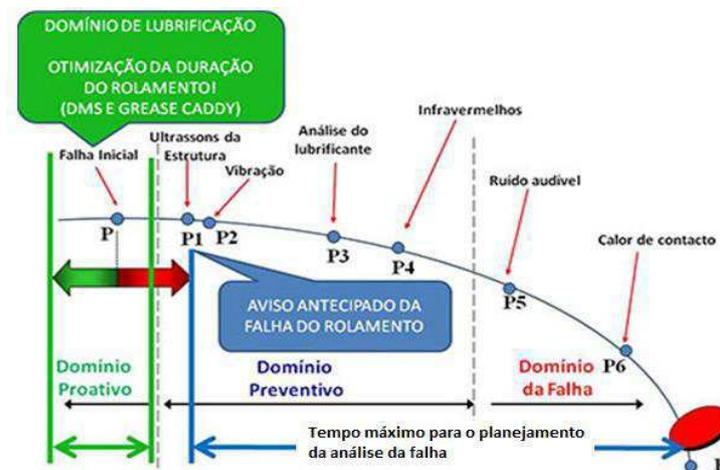 DOMÍNIO DE LUBRIFICAÇÃO
OTIMIZAÇÃO DA DURAÇÃO
DO ROLAMENTO!
(DMS E GREASE CADDY)
Falha Inicial
Ultrassons da
Estrutura
Vibração
Análise do
lubrificante
Infravermelhos
Ruído audível
Calor de contacto
P
P1
P2
P3
P4
P5
P6
AVISO ANTECIPADO DA
FALHA DO ROLAMENTO
Domínio
Proativo
Domínio
Preventivo
Domínio
da Falha
Tempo máximo para o planejamento
da análise da falha